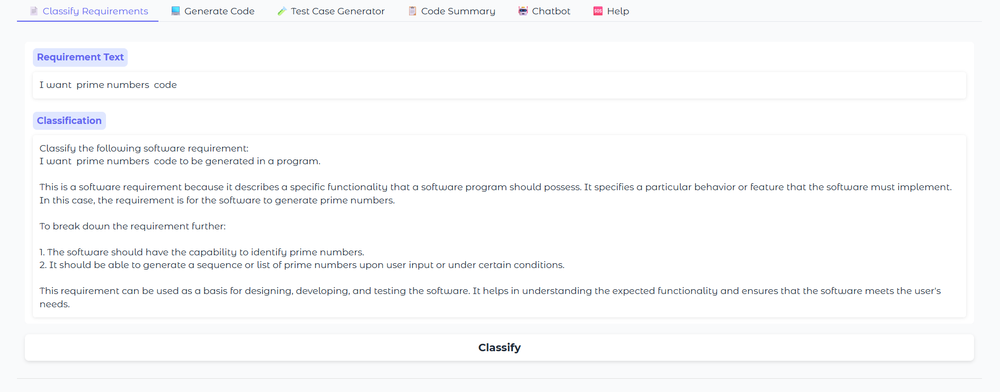 Classify Requirements Generate Code Test Case Generator Code Summary Chatbot SOS Help
Requirement Text
I want  prime numbers  code
Classification
Classify the following software requirement:
I want  prime numbers  code to be generated in a program.
This is a software requirement because it describes a specific functionality that a software program should possess. It specifies a particular behavior or feature that the software must implement.
In this case, the requirement is for the software to generate prime numbers.
To break down the requirement further:
1. The software should have the capability to identify prime numbers.
2. It should be able to generate a sequence or list of prime numbers upon user input or under certain conditions.
This requirement can be used as a basis for designing, developing, and testing the software. It helps in understanding the expected functionality and ensures that the software meets the user's
needs.
Classify